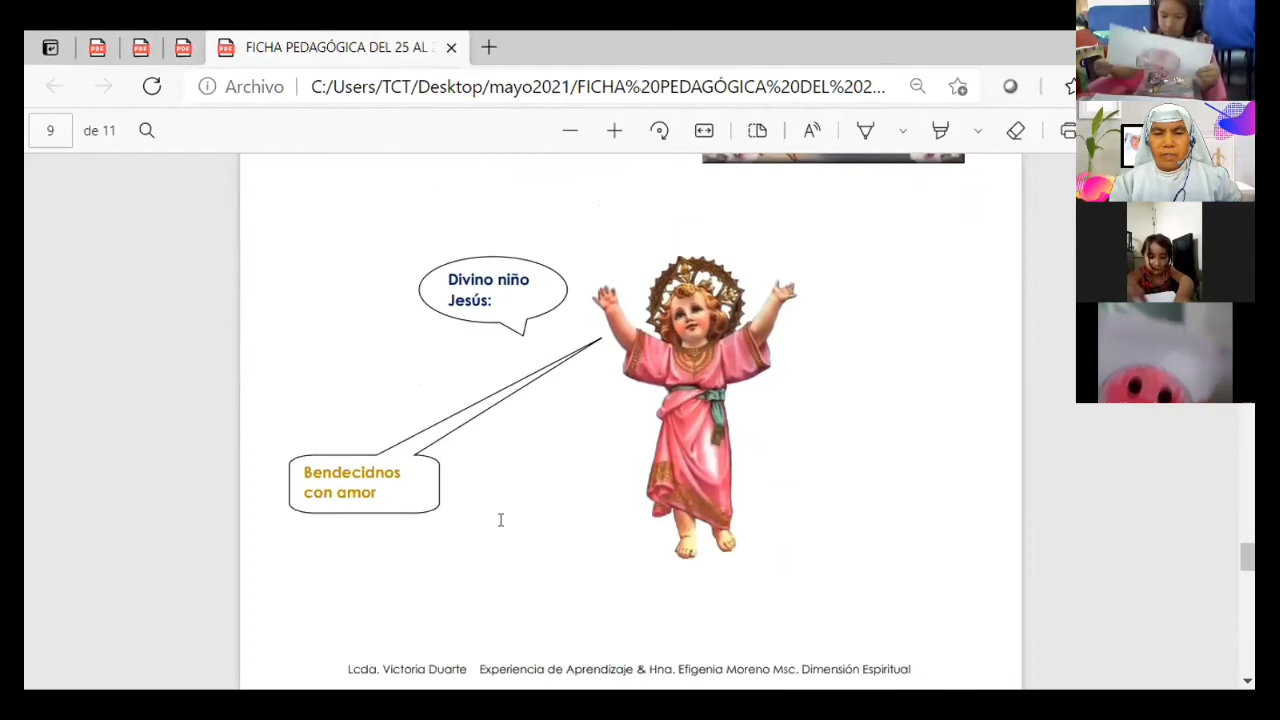 FICHA PEDAGÓGICA DEL 25 AL 2
Archivo
C:/Users/TCT/Desktop/mayo2021/FICHA%20PEDAGÓGICA%20DEL%202...
9 de 11
Divino niño
Jesús:
Bendecidnos
con amor
Lcda. Victoria Duarte Experiencia de Aprendizaje & Hna. Efigenia Moreno Msc. Dimensión Espiritual